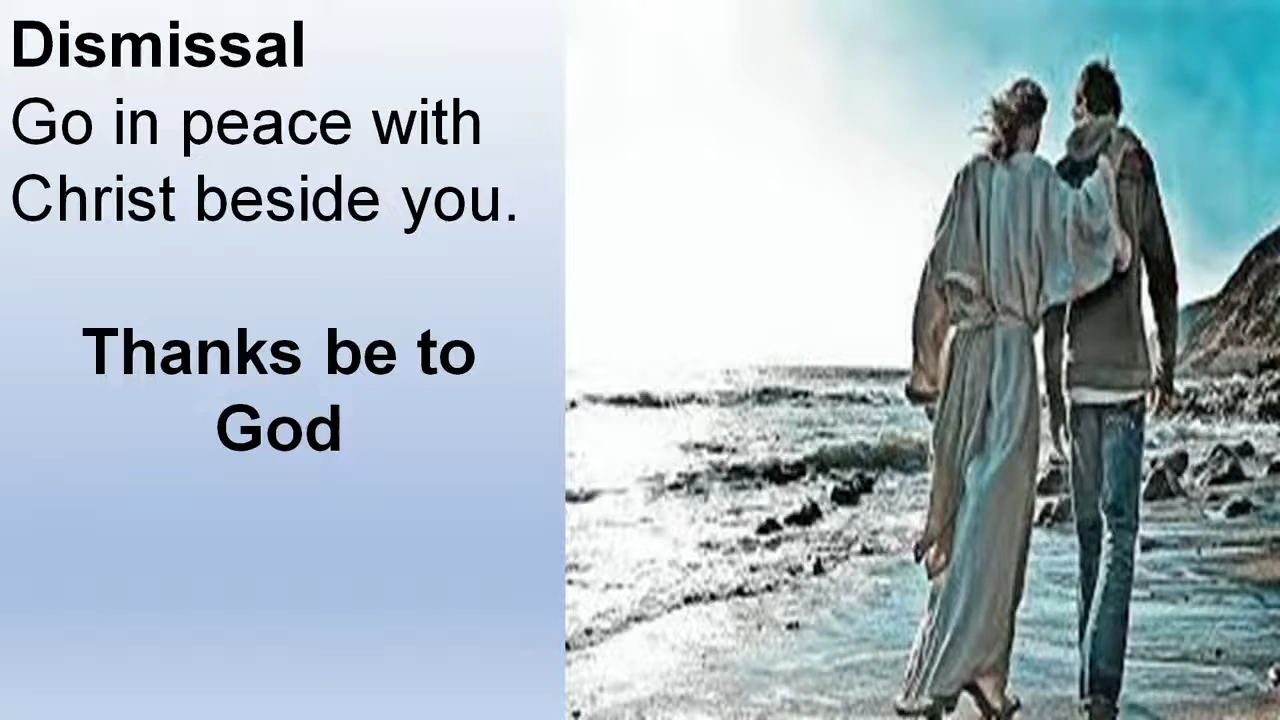 Dismissal
Go in peace with
Christ beside you.
Thanks be to
God